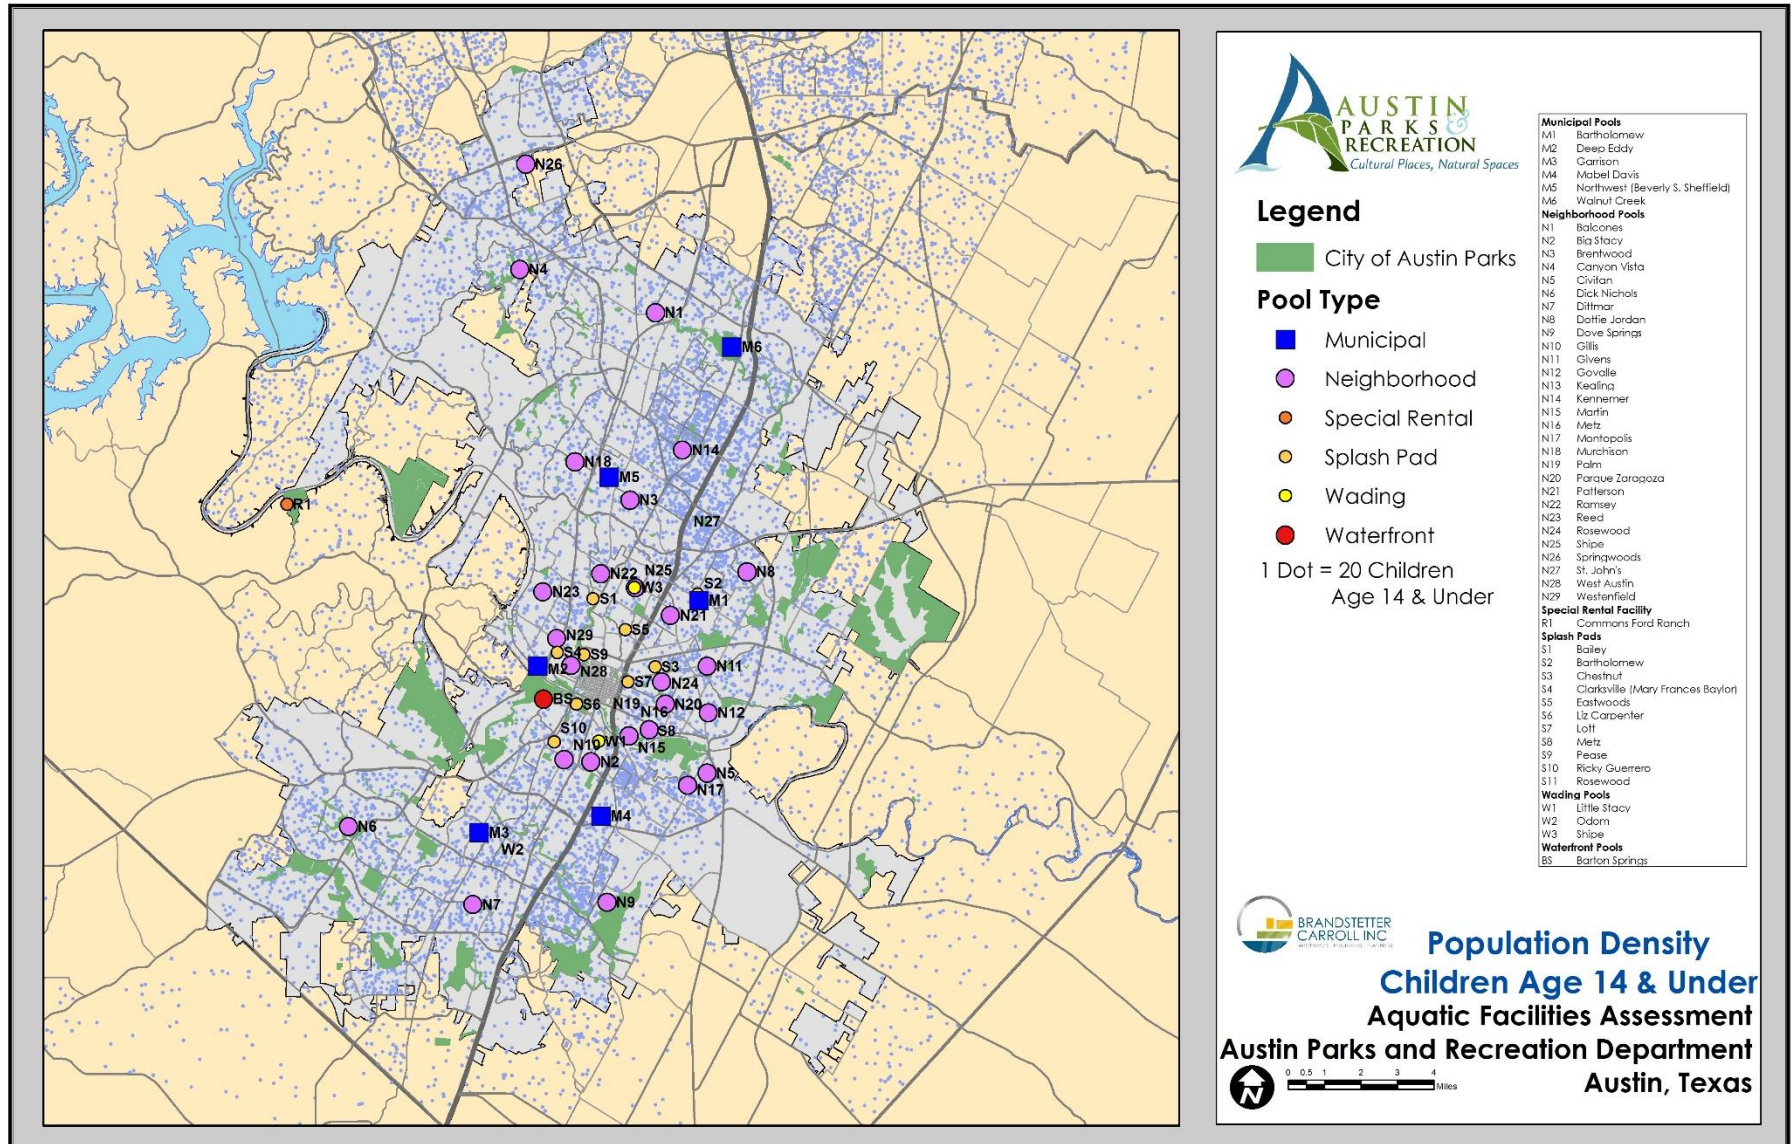 N26
N4
N1
M6
N14
N18
M5
N3
N27
R1
N22
N25
W3
S2
N8
N23
S1
M1
N21
S5
N29
S4
S9
M2
N28
S3
N11
S7
N24
BS
S6
N19
N20
N16
N12
S10
N10
W1
S8
N15
N2
N5
N17
N6
M3
W2
M4
N7
N9
AUSTIN
PARKS &
RECREATION
Cultural Places, Natural Spaces
Legend
City of Austin Parks
Pool Type
Municipal
Neighborhood
Special Rental
Splash Pad
Wading
Waterfront
1 Dot = 20 Children
Age 14 & Under
Municipal Pools
M1 Bartholomew
M2 Deep Eddy
M3 Garrison
M4 Mabel Davis
M5 Northwest (Beverly S. Sheffield)
M6 Walnut Creek
Neighborhood Pools
N1 Balcones
N2 Big Stacy
N3 Brentwood
N4 Canyon Vista
N5 Civitan
N6 Dick Nichols
N7 Dittmar
N8 Dottie Jordan
N9 Dove Springs
N10 Gillis
N11 Givens
N12 Govalle
N13 Kealing
N14 Kennemer
N15 Martin
N16 Metz
N17 Montopolis
N18 Murchison
N19 Palm
N20 Parque Zaragoza
N21 Patterson
N22 Ramsey
N23 Reed
N24 Rosewood
N25 Shipe
N26 Springwoods
N27 St. John's
N28 West Austin
N29 Westenfield
Special Rental Facility
R1 Commons Ford Ranch
Splash Pads
S1 Bailey
S2 Bartholomew
S3 Chestnut
S4 Clarksville (Mary Frances Baylor)
S5 Eastwoods
S6 Liz Carpenter
S7 Lott
S8 Metz
S9 Pease
S10 Ricky Guerrero
S11 Rosewood
Wading Pools
W1 Little Stacy
W2 Odom
W3 Shipe
Waterfront Pools
BS Barton Springs
BRANDSTETTER
CARROLL INC
Population Density
Children Age 14 & Under
Aquatic Facilities Assessment
Austin Parks and Recreation Department
Austin, Texas
N
0 0.5 1 2 3 4
Miles